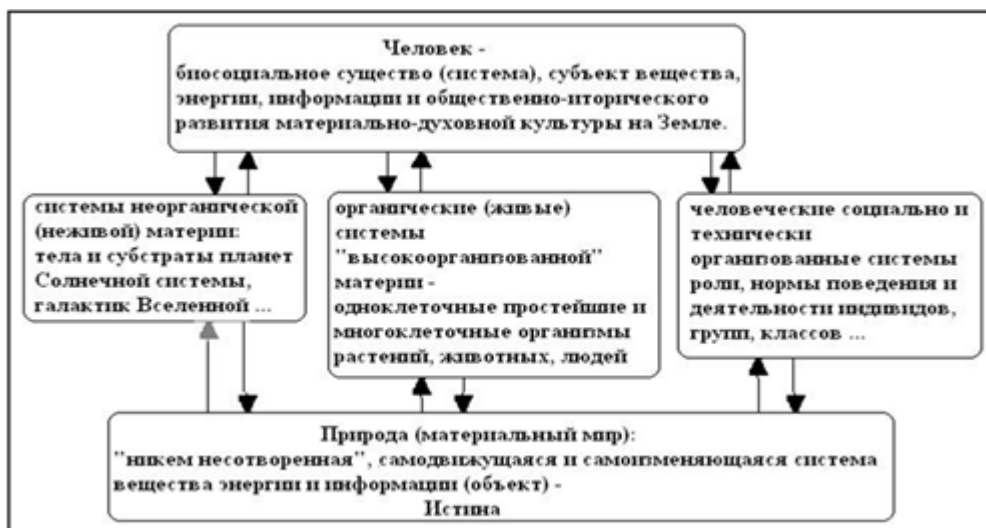 Человек -
биосоциальное существо (система), субъект вещества,
энергии, информации и общественно-иторического
развития материально-духовной культуры на Земле.
системы неорганической
(неживой) материи:
тела и субстраты планет
Солнечной системы,
галактик Вселенной ...
органические (живые)
системы
"высокоорганизованной"
материи -
одноклеточные простейшие и
многоклеточные организмы
растений, животных, людей
человеческие социально и
технически
организованные системы
роли, нормы поведения и
деятельности индивидов,
групп, классов ...
Природа (материальный мир):
"никем несотворенная", самодвижущаяся и самоизменяющаяся система
вещества энергии и информации (объект) -
Истина